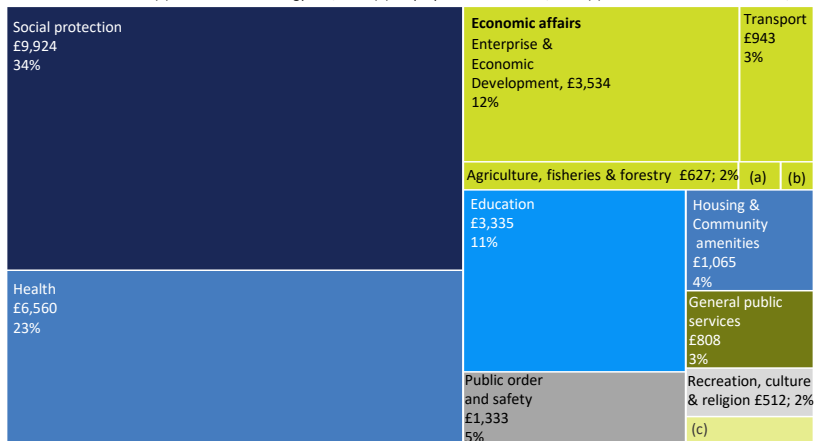 Social protection
£9,924
34%
Health
£6,560
23%
Economic affairs
Enterprise &
Economic
Development, £3,534
12%
Transport
£943
3%
Agriculture, fisheries & forestry £627; 2%
(a)
(b)
Education
£3,335
11%
Housing &
Community
amenities
£1,065
4%
General public
services
£808
3%
Public order
and safety
£1,333
5%
Recreation, culture
& religion £512; 2%
(c)